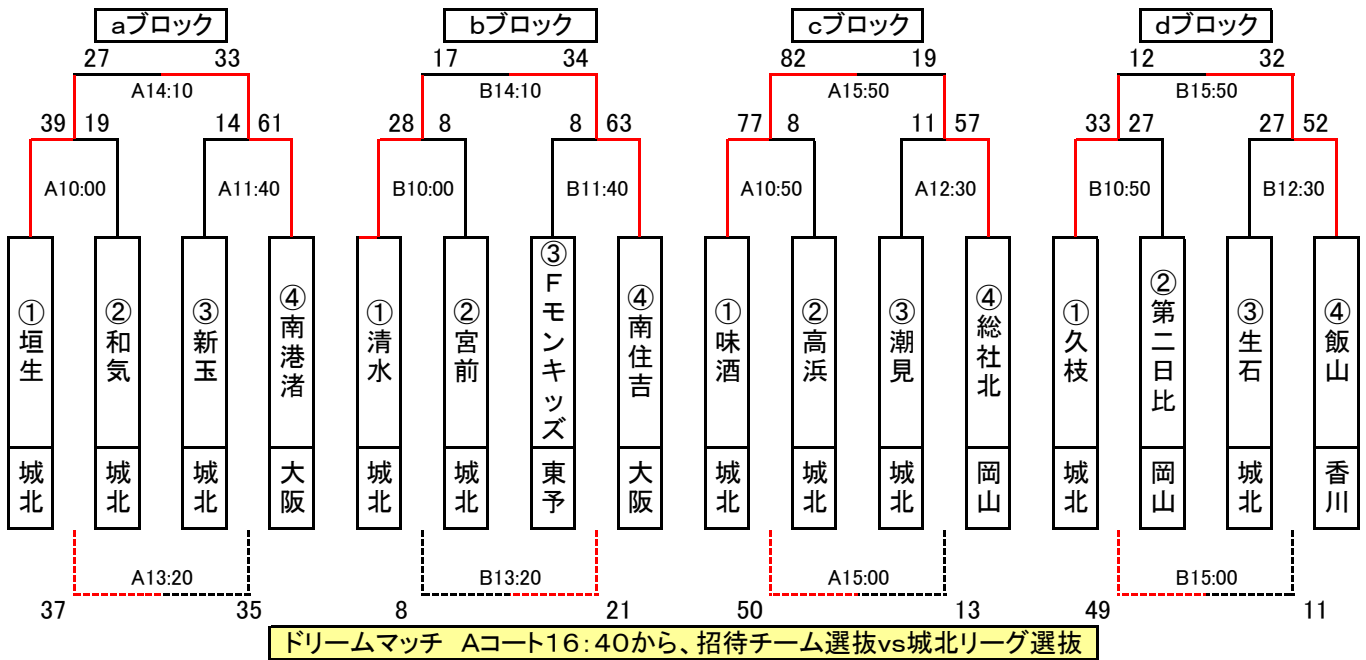 aブロック bブロック cブロック dブロック
27 33 17 34 82 19 12 32
A14:10 B14:10 A15:50 B15:50
39 19 14 61 28 8 8 63 77 8 11 57 33 27 27 52
A10:00 A11:40 B10:00 B11:40 A10:50 A12:30 B10:50 B12:30
①垣生
②和気
③新玉
④南港渚
①清水
②宮前
③Fモンキッズ
④南住吉
①味酒
②高浜
③潮見
④総社北
①久枝
②第二日比
③生石
④飯山
城北
城北
城北
大阪
城北
城北
東予
大阪
城北
城北
城北
岡山
城北
岡山
城北
香川
A13:20 B13:20 A15:00 B15:00
37 35 8 21 50 13 49 11
ドリームマッチ Aコート16:40から、招待チーム選抜vs城北リーグ選抜